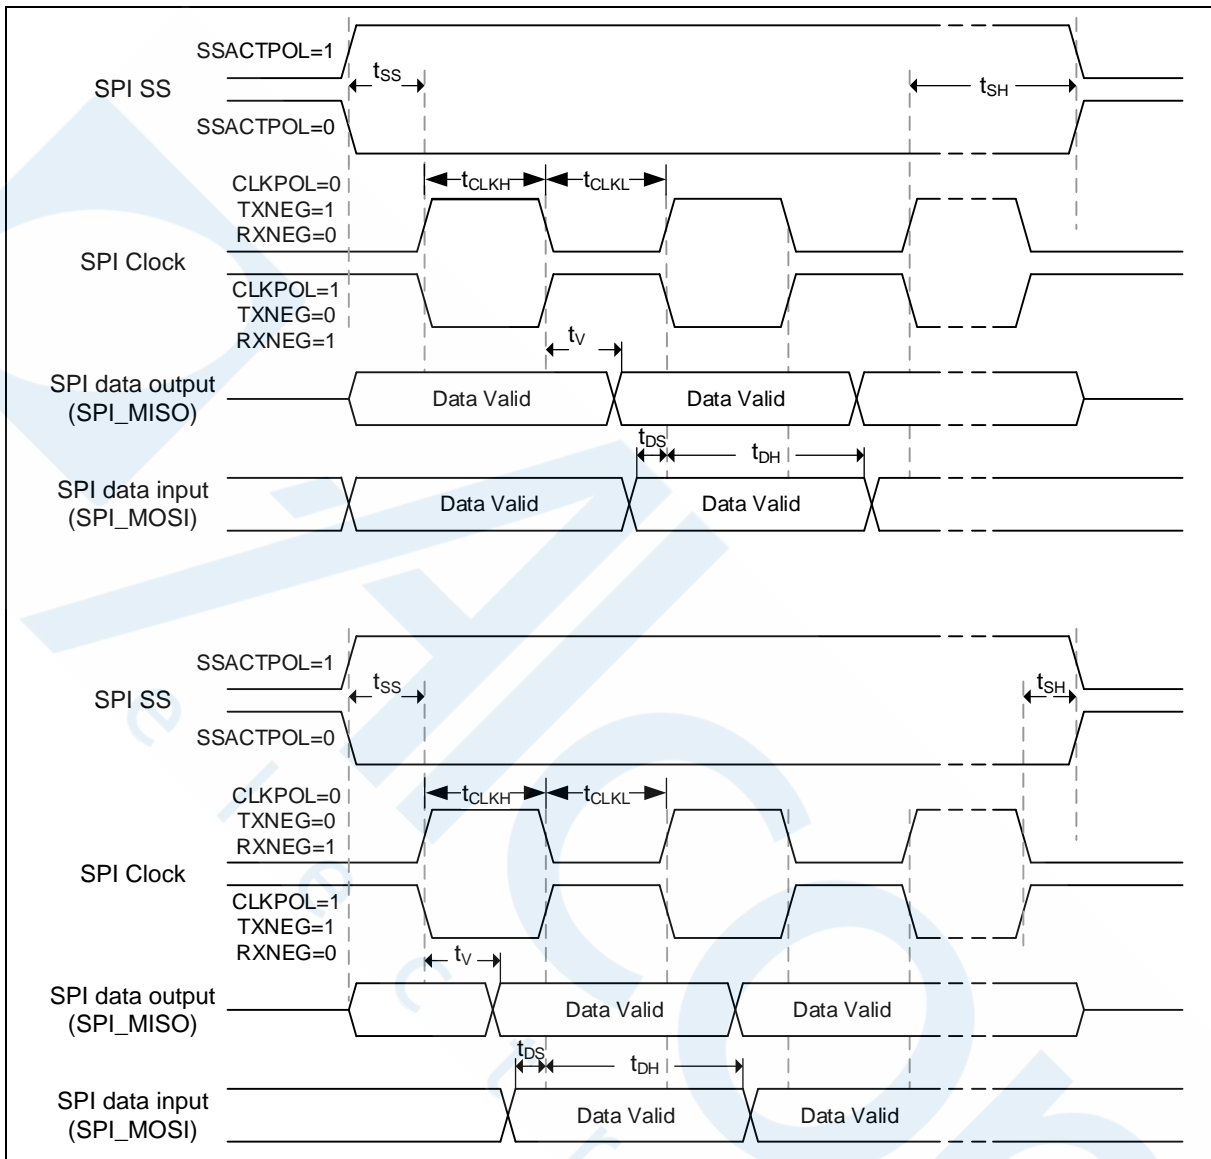 SSACTPOL=1
SPI SS
tSS
tSH
SSACTPOL=0
CLKPOL=0
TXNEG=1
RXNEG=0
tCLKH
tCLKL
SPI Clock
CLKPOL=1
TXNEG=0
RXNEG=1
tV
SPI data output
(SPI_MISO)
Data Valid
Data Valid
tDS
tDH
SPI data input
(SPI_MOSI)
Data Valid
Data Valid
SSACTPOL=1
SPI SS
tSS
tSH
SSACTPOL=0
CLKPOL=0
TXNEG=0
RXNEG=1
tCLKH
tCLKL
SPI Clock
CLKPOL=1
TXNEG=1
RXNEG=0
tV
SPI data output
(SPI_MISO)
Data Valid
Data Valid
tDS
tDH
SPI data input
(SPI_MOSI)
Data Valid
Data Valid